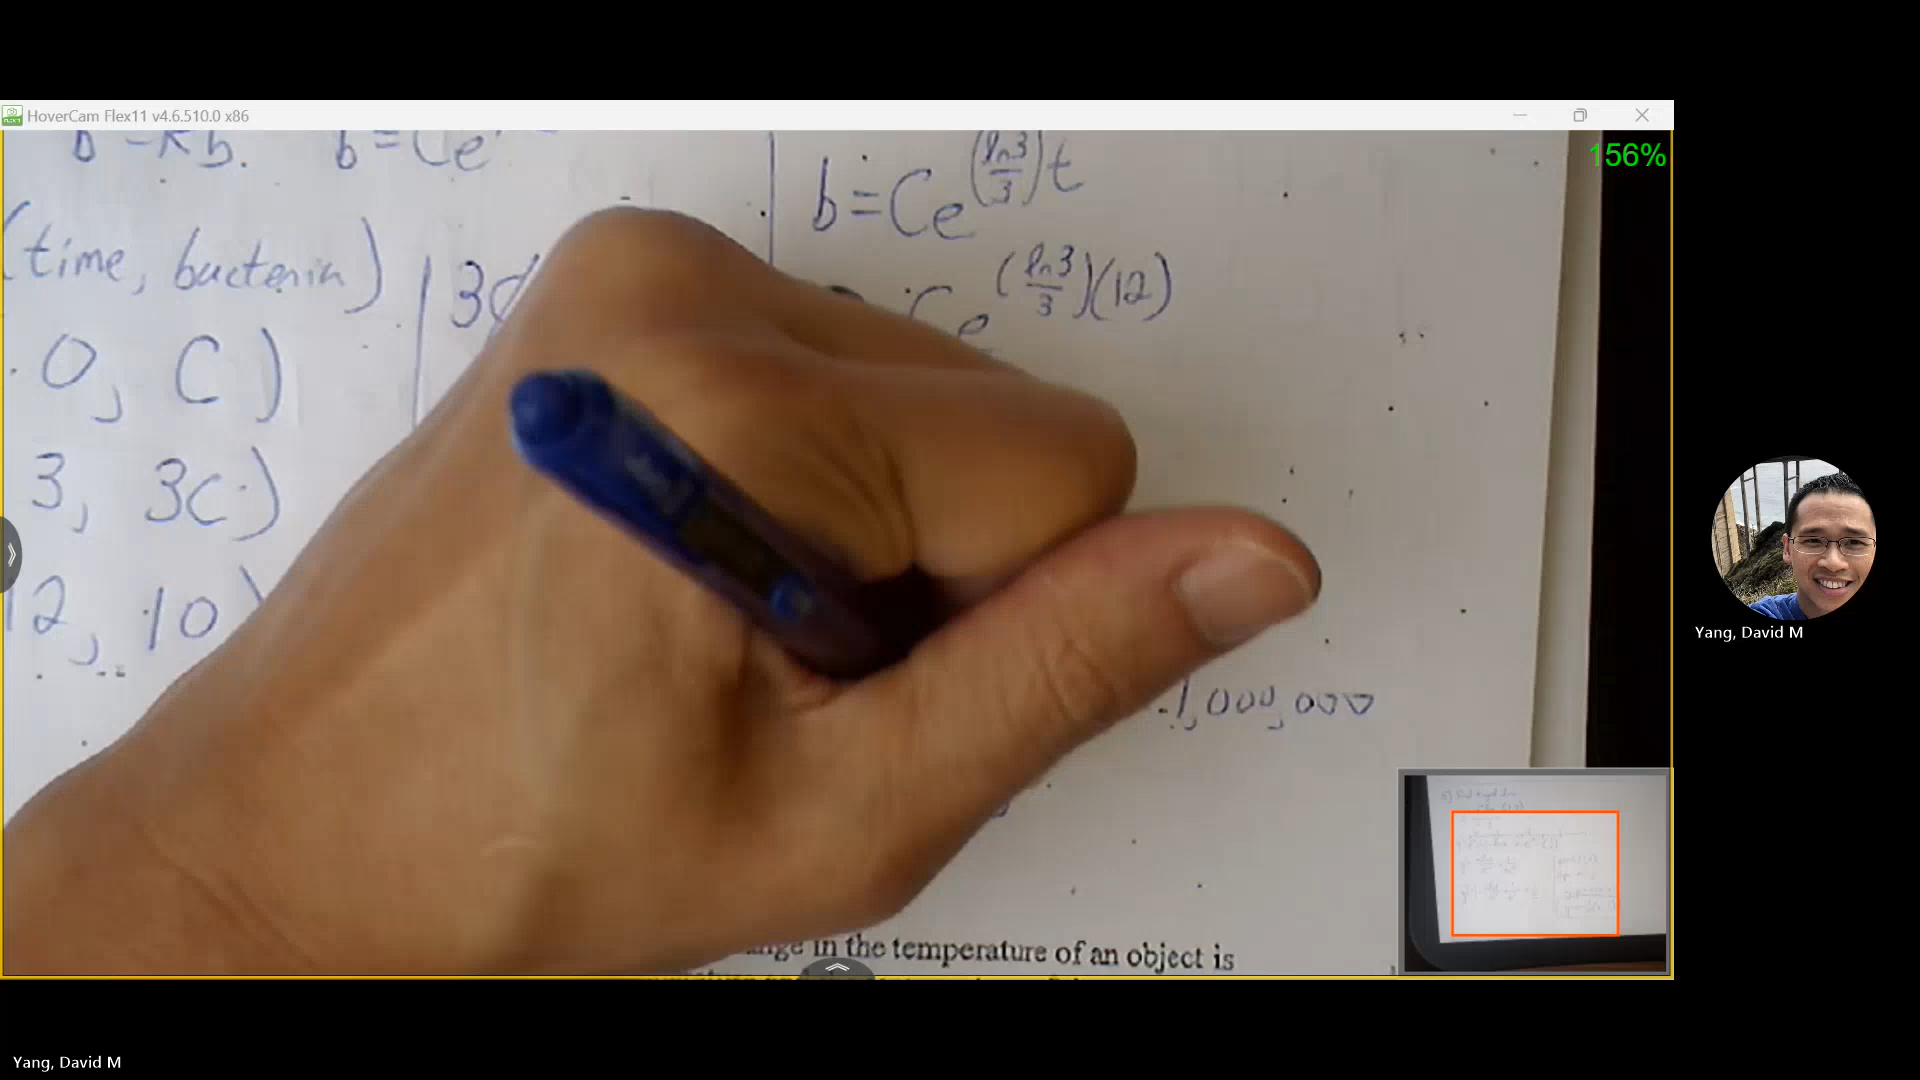 HoverCam Flex11 v4.6.510.0 x86
156%
b = Ce
(time, bacteria)
0, C)
3, 3C)
12, 10)
3C
b = Ce^((ln3/3)t)
Ce^((ln3/3)(12))
1,000,000
in the temperature of an object is
Yang, David M
Yang, David M